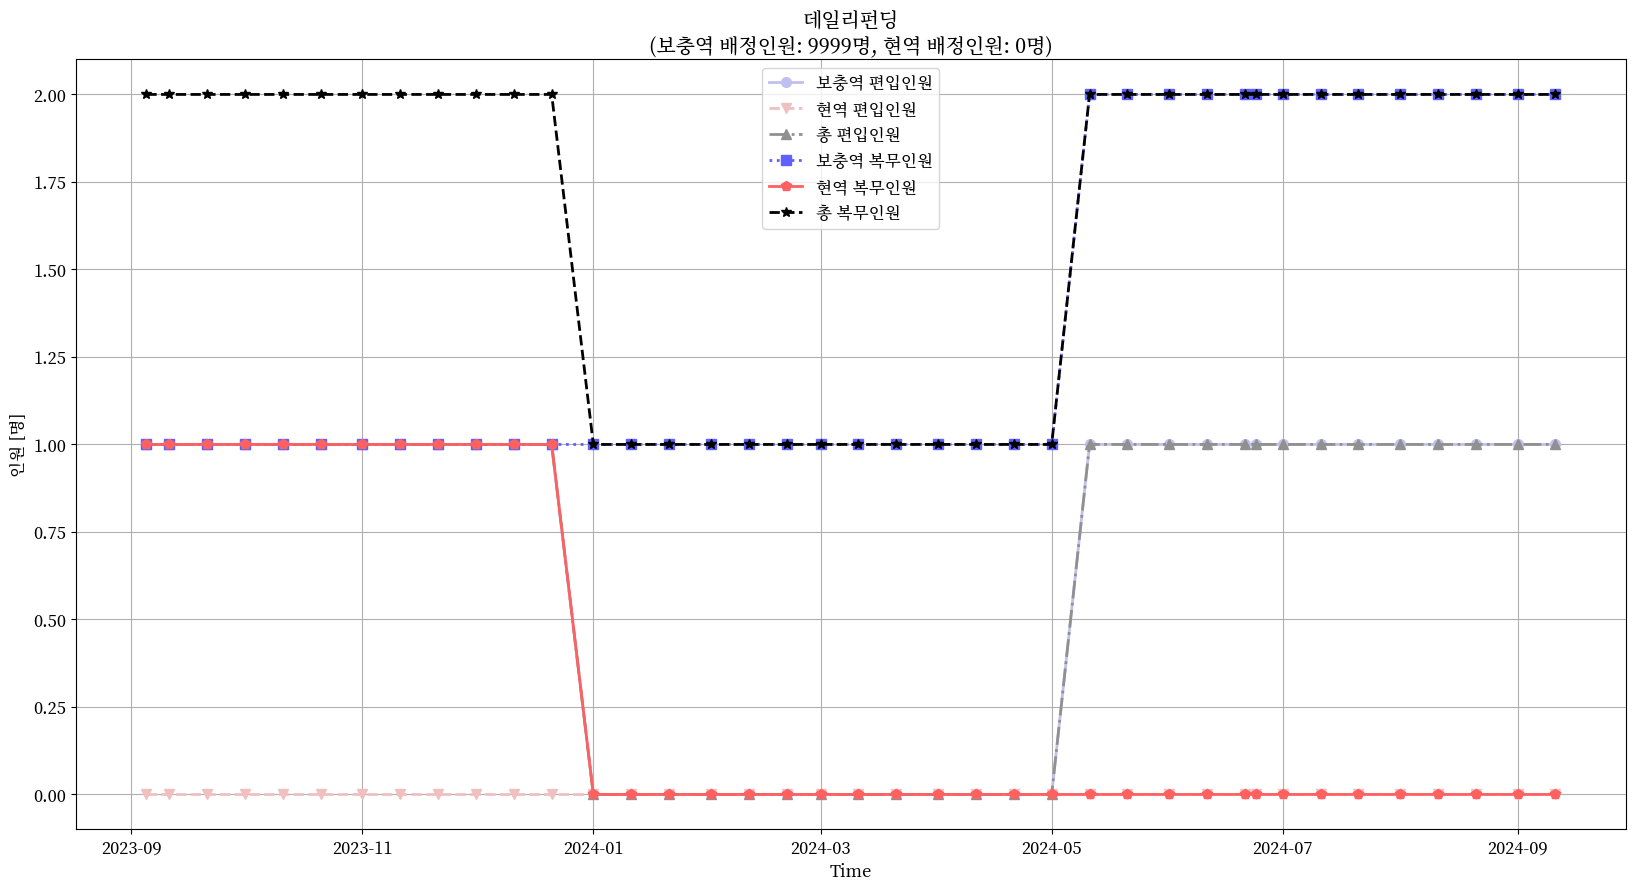 데일리펀딩
(보충역 배정인원: 9999명, 현역 배정인원: 0명)
보충역 편입인원
현역 편입인원
총 편입인원
보충역 복무인원
현역 복무인원
총 복무인원
인원 [명]
2.00
1.75
1.50
1.25
1.00
0.75
0.50
0.25
0.00
2023-09
2023-11
2024-01
2024-03
2024-05
2024-07
2024-09
Time